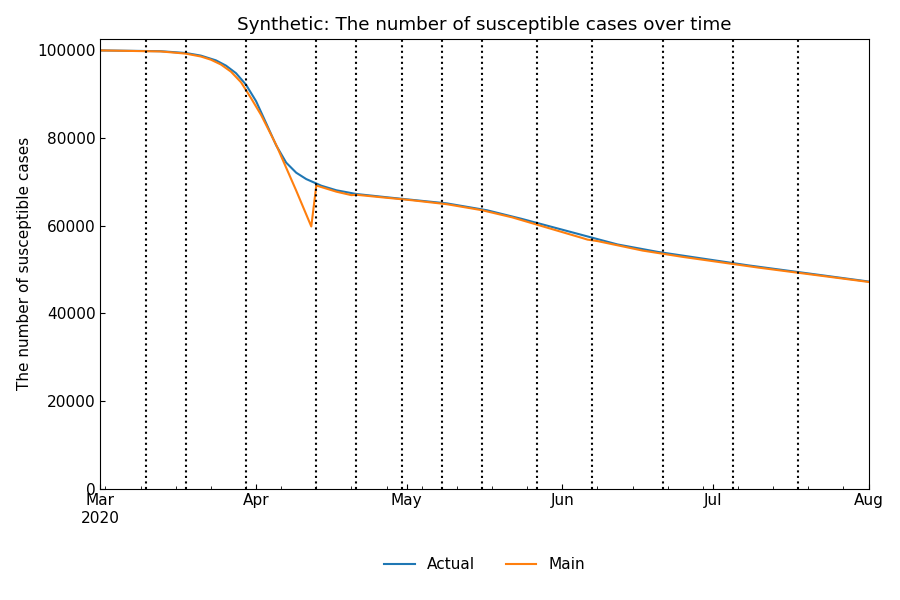 Synthetic: The number of susceptible cases over time
The number of susceptible cases
100000
80000
60000
40000
20000
0
Mar Apr May Jun Jul Aug
2020
Actual Main